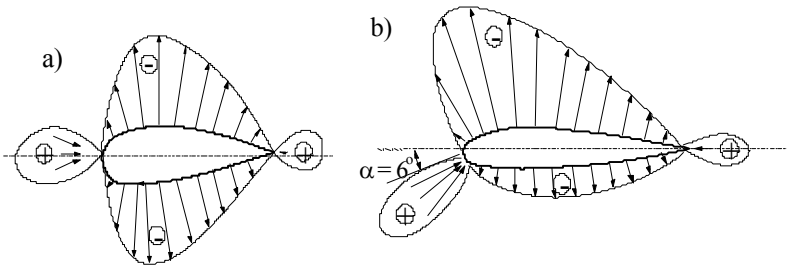 a)
b)
-
-
+
+
-
-
+
+
α = 6°